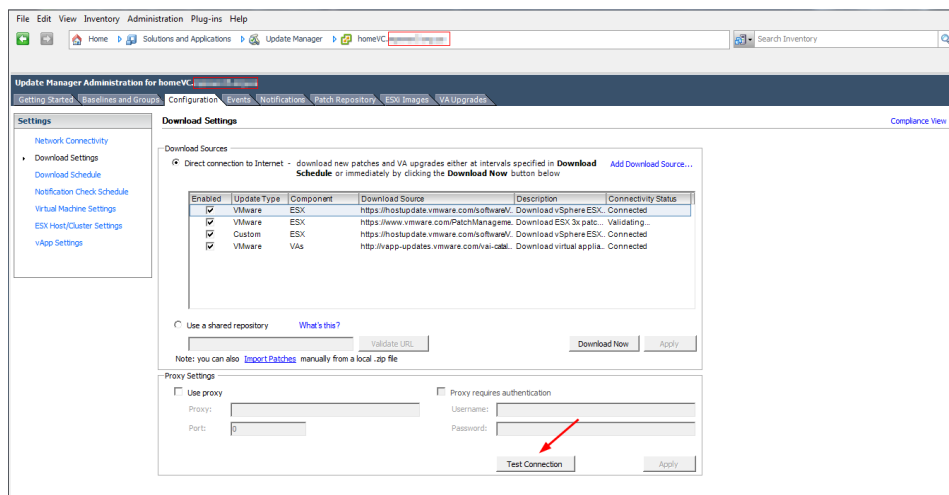 File Edit View Inventory Administration Plug-ins Help
Home Solutions and Applications Update Manager homeVC. Search Inventory
Update Manager Administration for homeVC.
Getting Started Baselines and Groups Configuration Events Notifications Patch Repository ESXi Images VA Upgrades
Settings
Network Connectivity
Download Settings
Download Schedule
Notification Check Schedule
Virtual Machine Settings
ESX Host/Cluster Settings
vApp Settings
Download Settings Compliance View
Download Sources
Direct connection to Internet - download new patches and VA upgrades either at intervals specified in Download Add Download Source...
Schedule or immediately by clicking the Download Now button below
Enabled Update Type Component Download Source Description Connectivity Status
VMware ESX https://hostupdate.vmware.com/softwareV... Download vSphere ESX... Connected
VMware ESX https://www.vmware.com/PatchManageme... Download ESX 3x patc... Validating...
Custom ESX https://hostupdate.vmware.com/softwareV... Download vSphere ESX... Connected
VMware VAs http://vapp-updates.vmware.com/vai-catal... Download virtual applia... Connected
Use a shared repository What's this?
Validate URL Download Now Apply
Note: you can also Import Patches manually from a local .zip file
Proxy Settings
Use proxy Proxy requires authentication
Proxy: Username:
Port: 0 Password:
Test Connection Apply